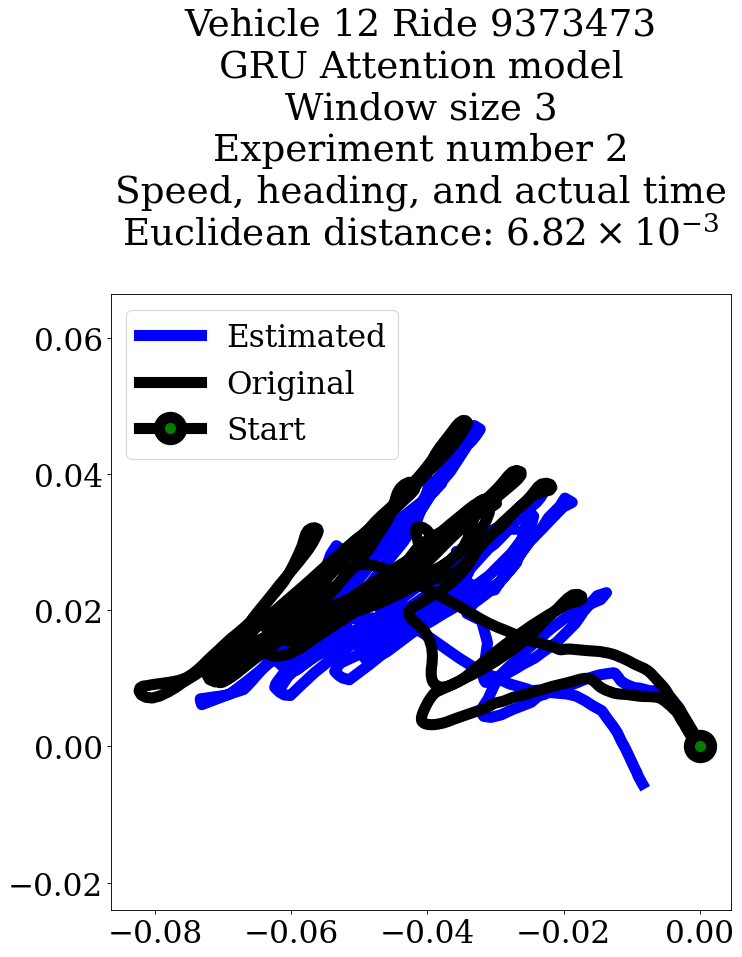 Vehicle 12 Ride 9373473
GRU Attention model
Window size 3
Experiment number 2
Speed, heading, and actual time
Euclidean distance: 6.82 × 10⁻³
Estimated
Original
Start
0.06
0.04
0.02
0.00
−0.02
−0.08 −0.06 −0.04 −0.02 0.00